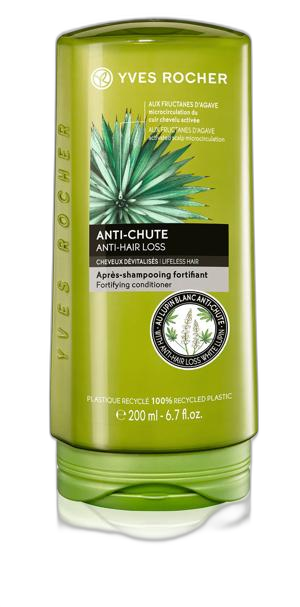 YVES ROCHER
AUX FRUCTANES D'AGAVE
microcirculation du
cuir chevelu activée
AUX FRUCTANES D'AGAVE
activated scalp microcirculation
YVES ROCHER
ANTI-CHUTE
ANTI-HAIR LOSS
CHEVEUX DÉVITALISÉS | LIFELESS HAIR
Après-shampooing fortifiant
Fortifying conditioner
AU LUPIN BLANC ANTI-CHUTE
WITH ANTI-HAIR LOSS WHITE LUPIN
PLASTIQUE RECYCLÉ 100% RECYCLED PLASTIC
℮ 200 ml - 6.7 fl.oz.